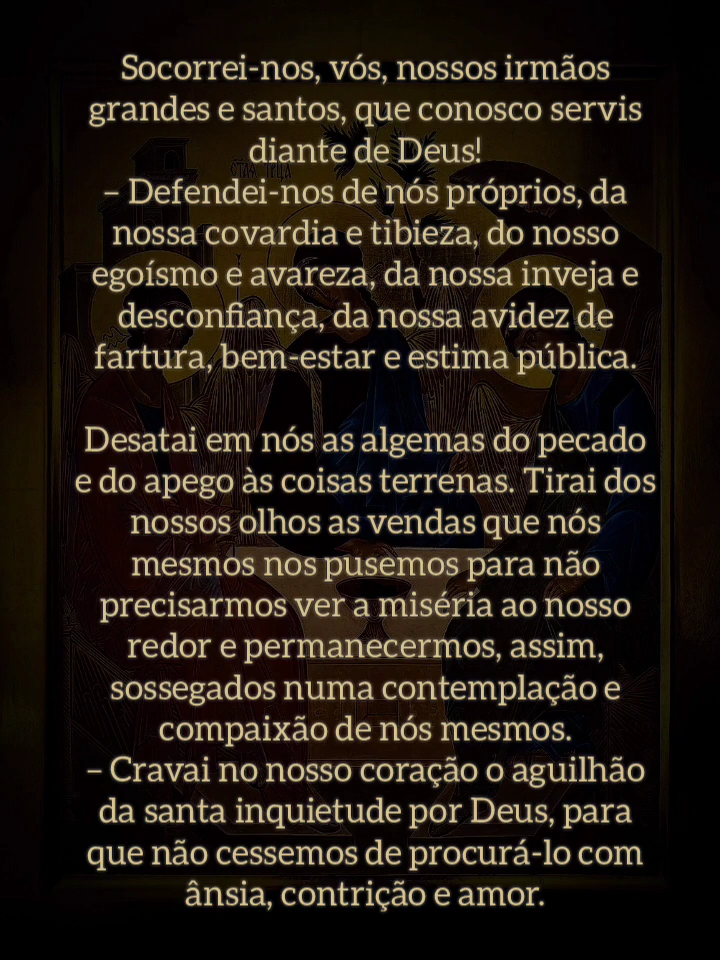 Socorrei-nos, vós, nossos irmãos
grandes e santos, que conosco servis
diante de Deus!
– Defendei-nos de nós próprios, da
nossa covardia e tibieza, do nosso
egoísmo e avareza, da nossa inveja e
desconfiança, da nossa avidez de
fartura, bem-estar e estima pública.
Desatai em nós as algemas do pecado
e do apego às coisas terrenas. Tirai dos
nossos olhos as vendas que nós
mesmos nos pusemos para não
precisarmos ver a miséria ao nosso
redor e permanecermos, assim,
sossegados numa contemplação e
compaixão de nós mesmos.
– Cravai no nosso coração o aguilhão
da santa inquietude por Deus, para
que não cessemos de procurá-lo com
ânsia, contrição e amor.